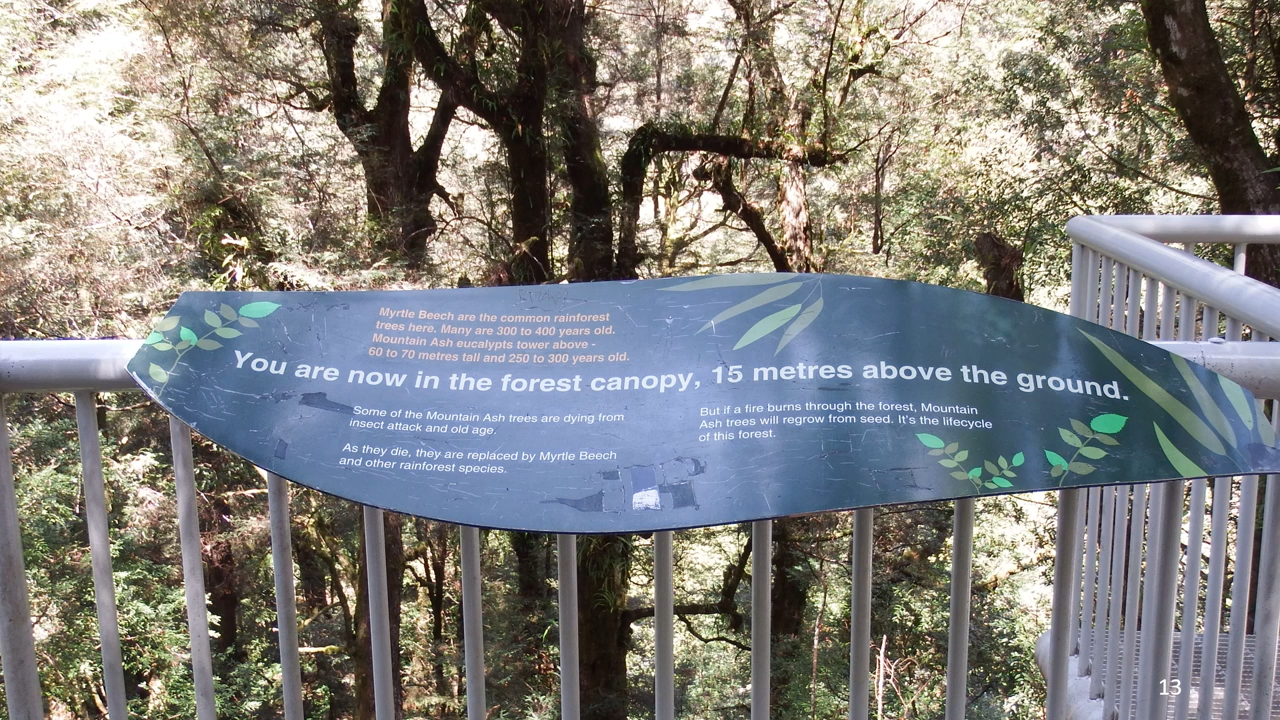 Myrtle Beech are the common rainforest
trees here. Many are 300 to 400 years old.
Mountain Ash eucalypts tower above -
60 to 70 metres tall and 250 to 300 years old.
You are now in the forest canopy, 15 metres above the ground.
Some of the Mountain Ash trees are dying from
insect attack and old age.
As they die, they are replaced by Myrtle Beech
and other rainforest species.
But if a fire burns through the forest, Mountain
Ash trees will regrow from seed. It's the lifecycle
of this forest.
13